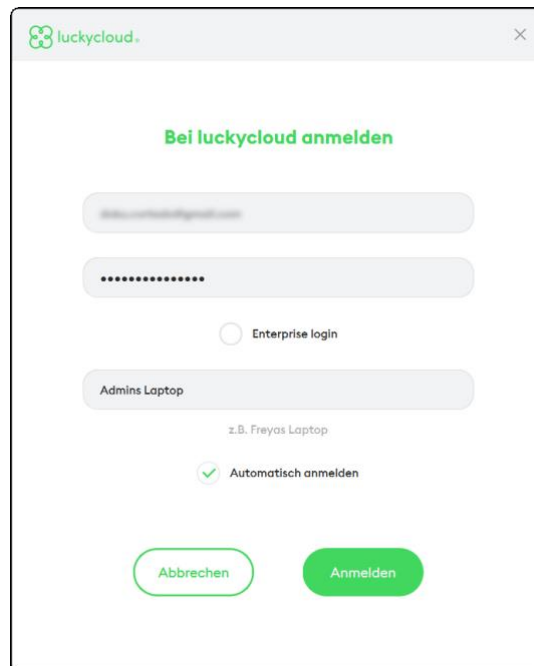 luckycloud.
Bei luckycloud anmelden
•••••••••••••••
Enterprise login
Admins Laptop
z.B. Freyas Laptop
Automatisch anmelden
Abbrechen
Anmelden